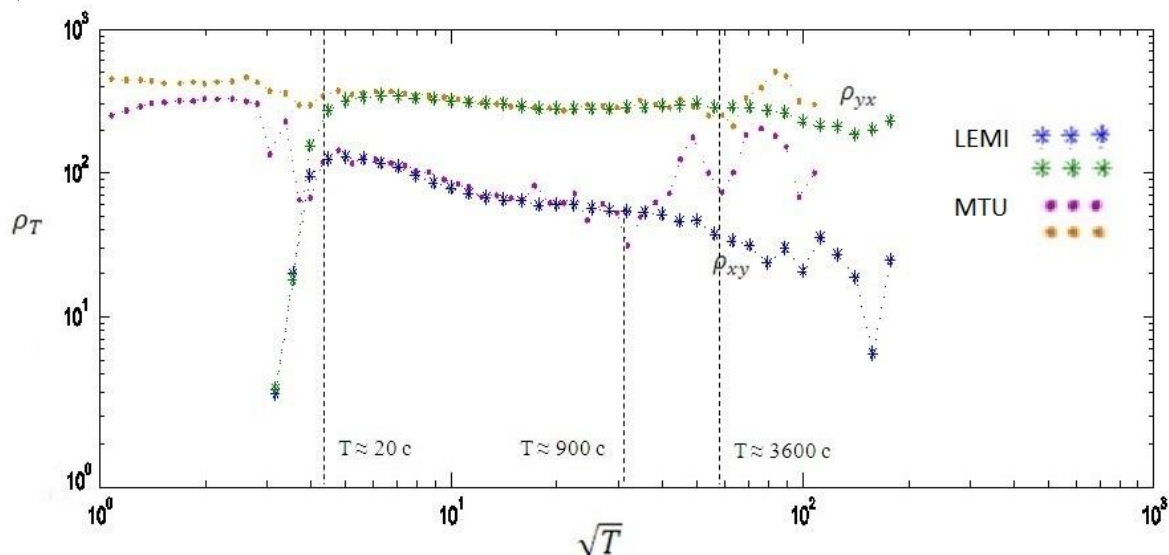 10³
10²
10¹
10⁰
ρ_T
ρ_yx
ρ_xy
LEMI
MTU
T ≈ 20 c
T ≈ 900 c
T ≈ 3600 c
10⁰
10¹
10²
10³
√T